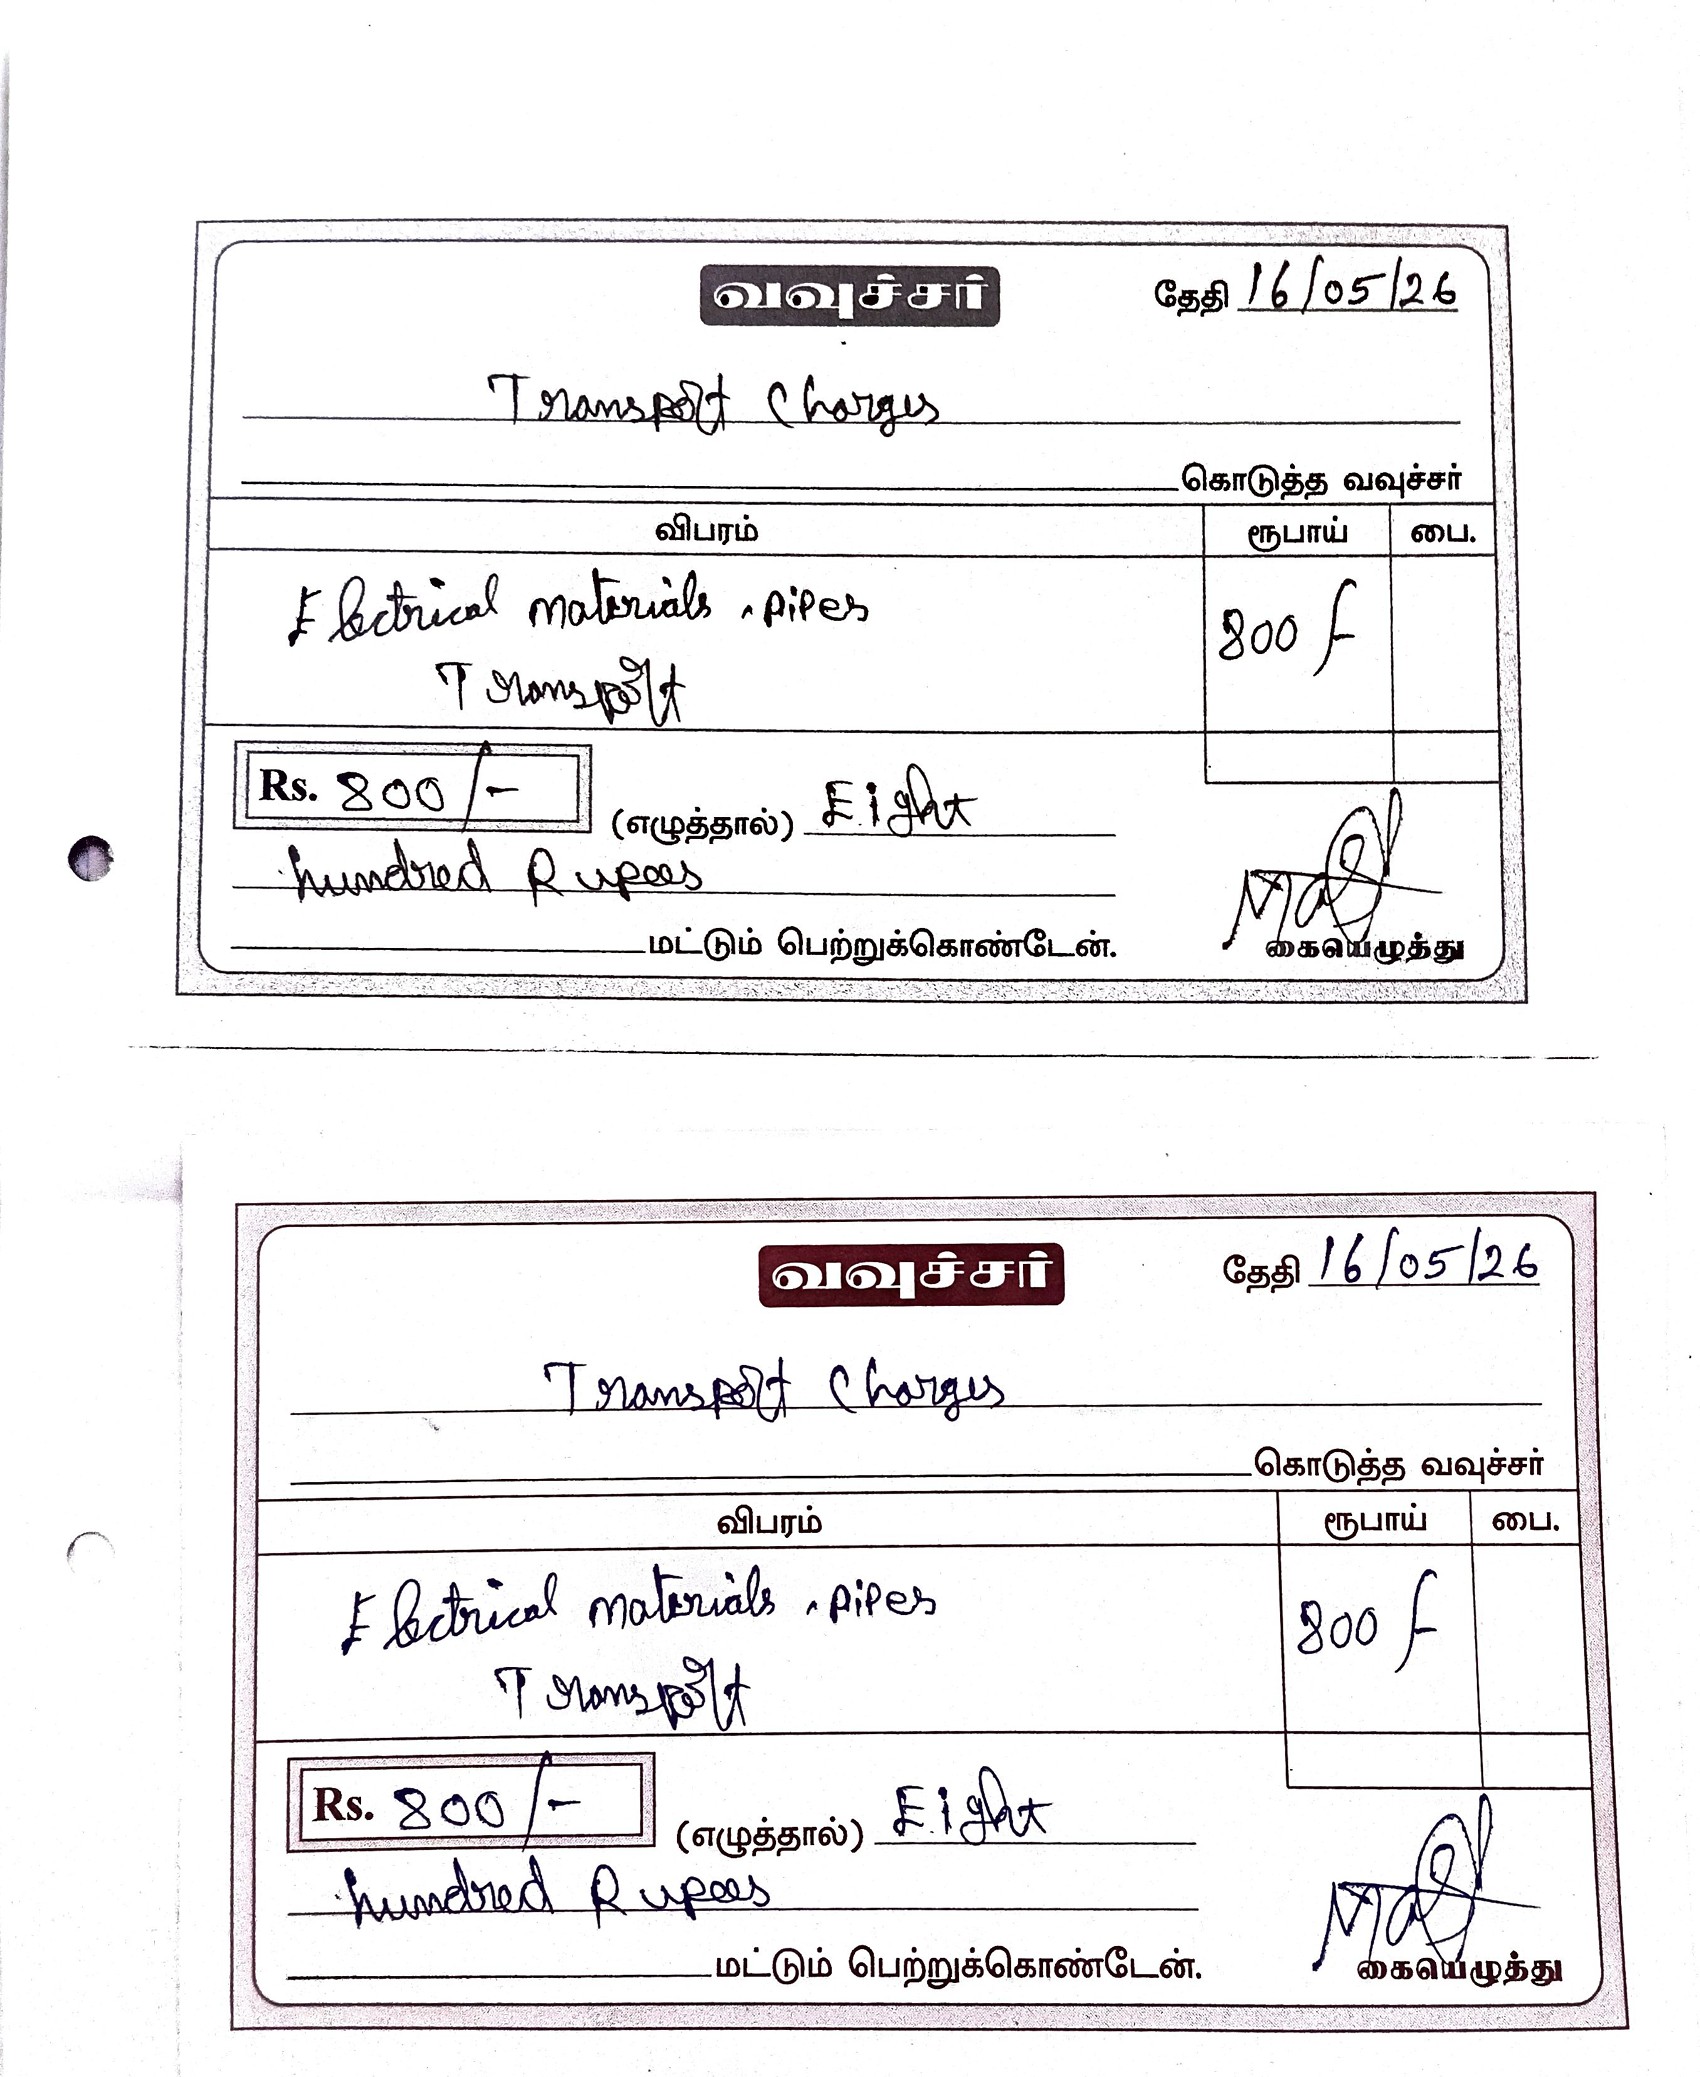 வவுச்சர்
தேதி 16/05/26
Transport Charges
கொடுத்த வவுச்சர்
விபரம் ரூபாய் பை.
Electrical materials, pipes 800/-
Transport
Rs. 800/- (எழுத்தால்) Eight
hundred Rupees
மட்டும் பெற்றுக்கொண்டேன். கையெழுத்து
வவுச்சர்
தேதி 16/05/26
Transport Charges
கொடுத்த வவுச்சர்
விபரம் ரூபாய் பை.
Electrical materials, pipes 800/-
Transport
Rs. 800/- (எழுத்தால்) Eight
hundred Rupees
மட்டும் பெற்றுக்கொண்டேன். கையெழுத்து